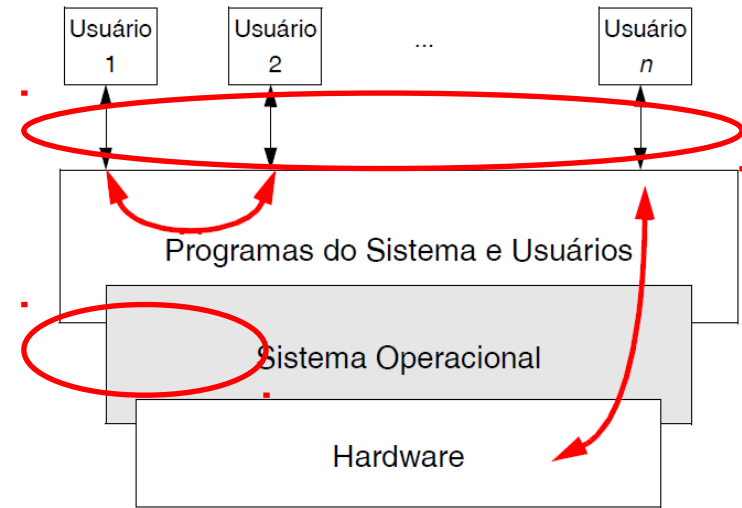 Usuário
1
Usuário
2
...
Usuário
n
Programas do Sistema e Usuários
Sistema Operacional
Hardware